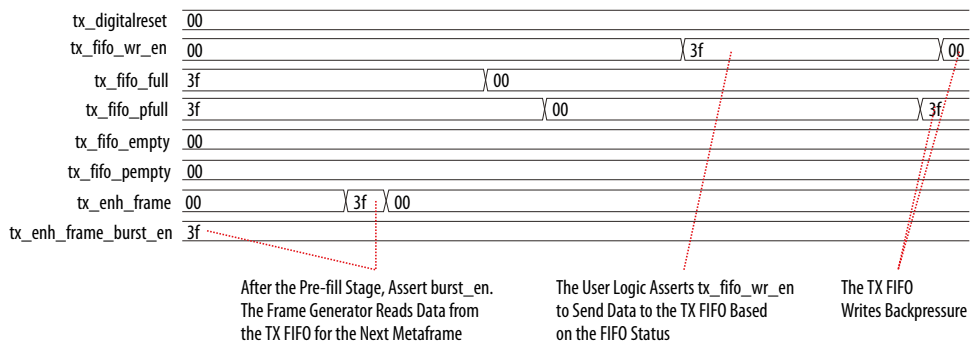 tx_digitalreset 00
tx_fifo_wr_en 00 3f 00
tx_fifo_full 3f 00
tx_fifo_pfull 3f 00 3f
tx_fifo_empty 00
tx_fifo_pempty 00
tx_enh_frame 00 3f 00
tx_enh_frame_burst_en 3f
After the Pre-fill Stage, Assert burst_en.
The Frame Generator Reads Data from
the TX FIFO for the Next Metaframe
The User Logic Asserts tx_fifo_wr_en
to Send Data to the TX FIFO Based
on the FIFO Status
The TX FIFO
Writes Backpressure